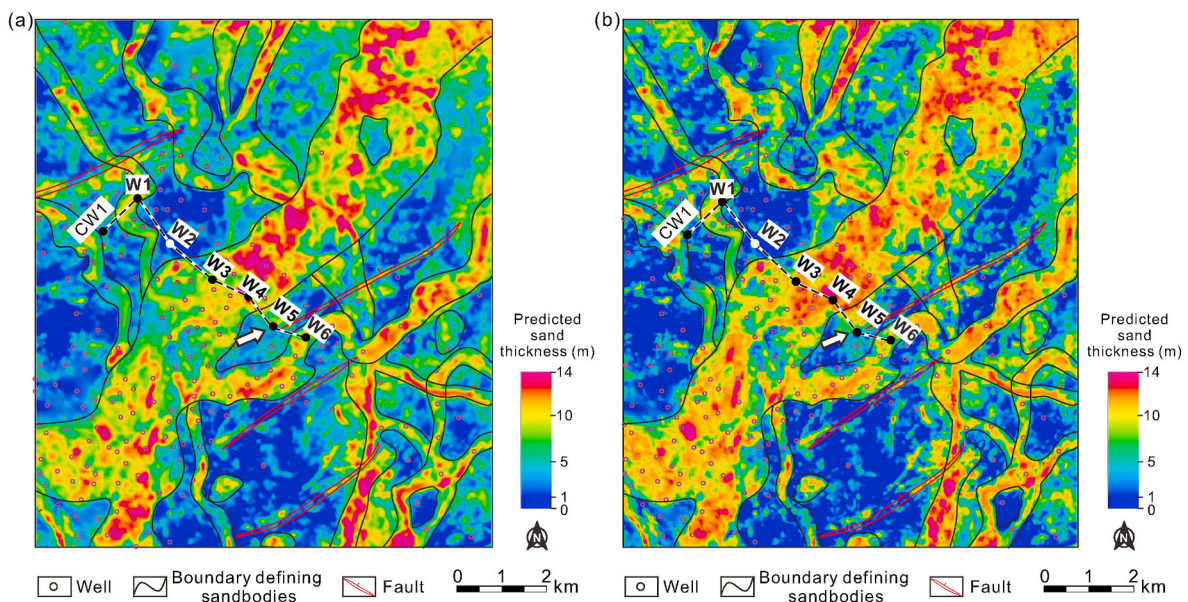 (a)
W1
CW1
W2
W3
W4
W5
W6
Predicted
sand
thickness (m)
14
10
5
1
0
N
Well
Boundary defining
sandbodies
Fault
0 1 2
km
(b)
W1
CW1
W2
W3
W4
W5
W6
Predicted
sand
thickness (m)
14
10
5
1
0
N
Well
Boundary defining
sandbodies
Fault
0 1 2
km